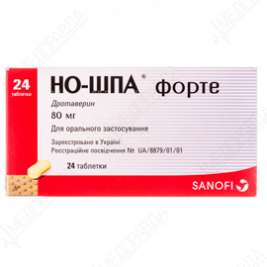 24
таблетки
НО-ШПА® форте
Дротаверин
80 мг
Для орального застосування
Зареєстровано в Україні
Реєстраційне посвідчення № UA/8879/01/01
24 таблетки
SANOFI